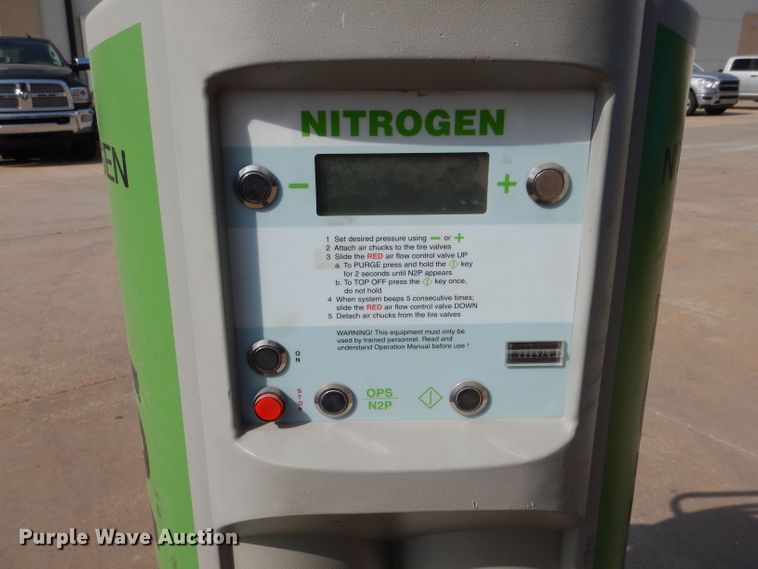 NITROGEN
GEN
N
− +
1 Set desired pressure using − or +
2 Attach air chucks to the tire valves
3 Slide the RED air flow control valve UP
a. To PURGE press and hold the key
for 2 seconds until N2P appears
b. To TOP OFF press the key once,
do not hold
4 When system beeps 5 consecutive times;
slide the RED air flow control valve DOWN
5 Detach air chucks from the tire valves
WARNING! This equipment must only be
used by trained personnel. Read and
understand Operation Manual before use !
ON
STOP
OPS
N2P
Purple Wave Auction